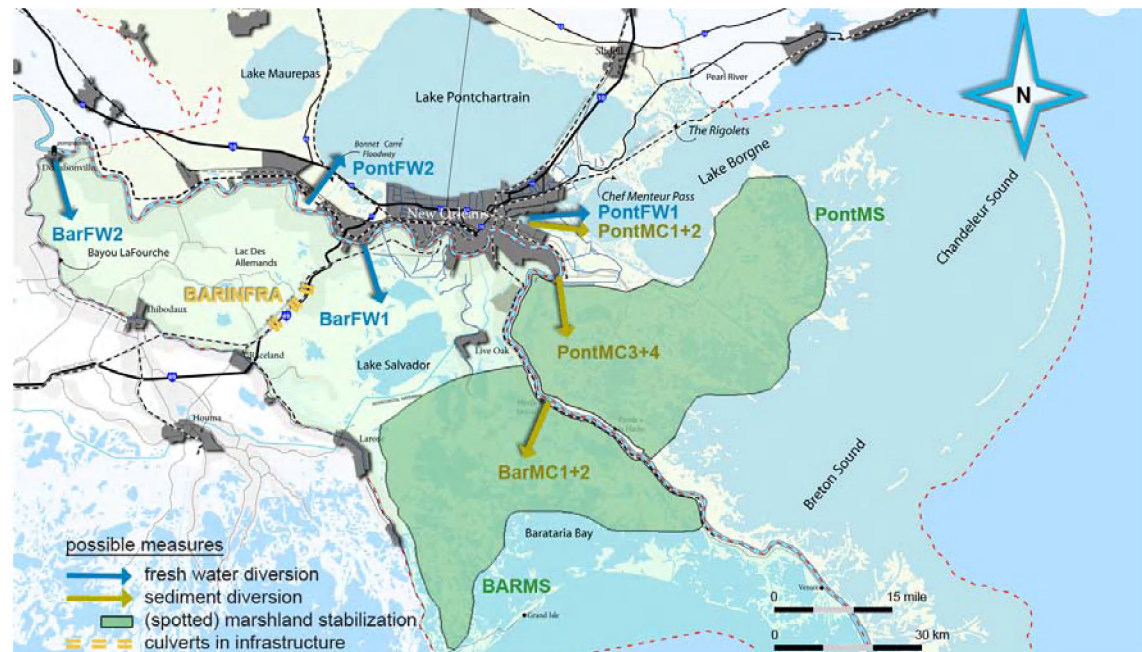 Lake Maurepas
Lake Pontchartrain
Slidell
Pearl River
The Rigolets
Lake Borgne
Chef Menteur Pass
Bonnet Carré
Floodway
PontFW2
Donaldsonville
BarFW2
Bayou LaFourche
Lac Des
Allemands
New Orleans
PontFW1
PontMC1+2
PontMS
Chandeleur Sound
N
BARINFRA
BarFW1
Thibodaux
Raceland
Lake Salvador
Live Oak
PontMC3+4
Houma
Larose
BarMC1+2
Breton Sound
Barataria Bay
BARMS
Grand Isle
Venice
possible measures
fresh water diversion
sediment diversion
(spotted) marshland stabilization
culverts in infrastructure
0 15 mile
0 30 km